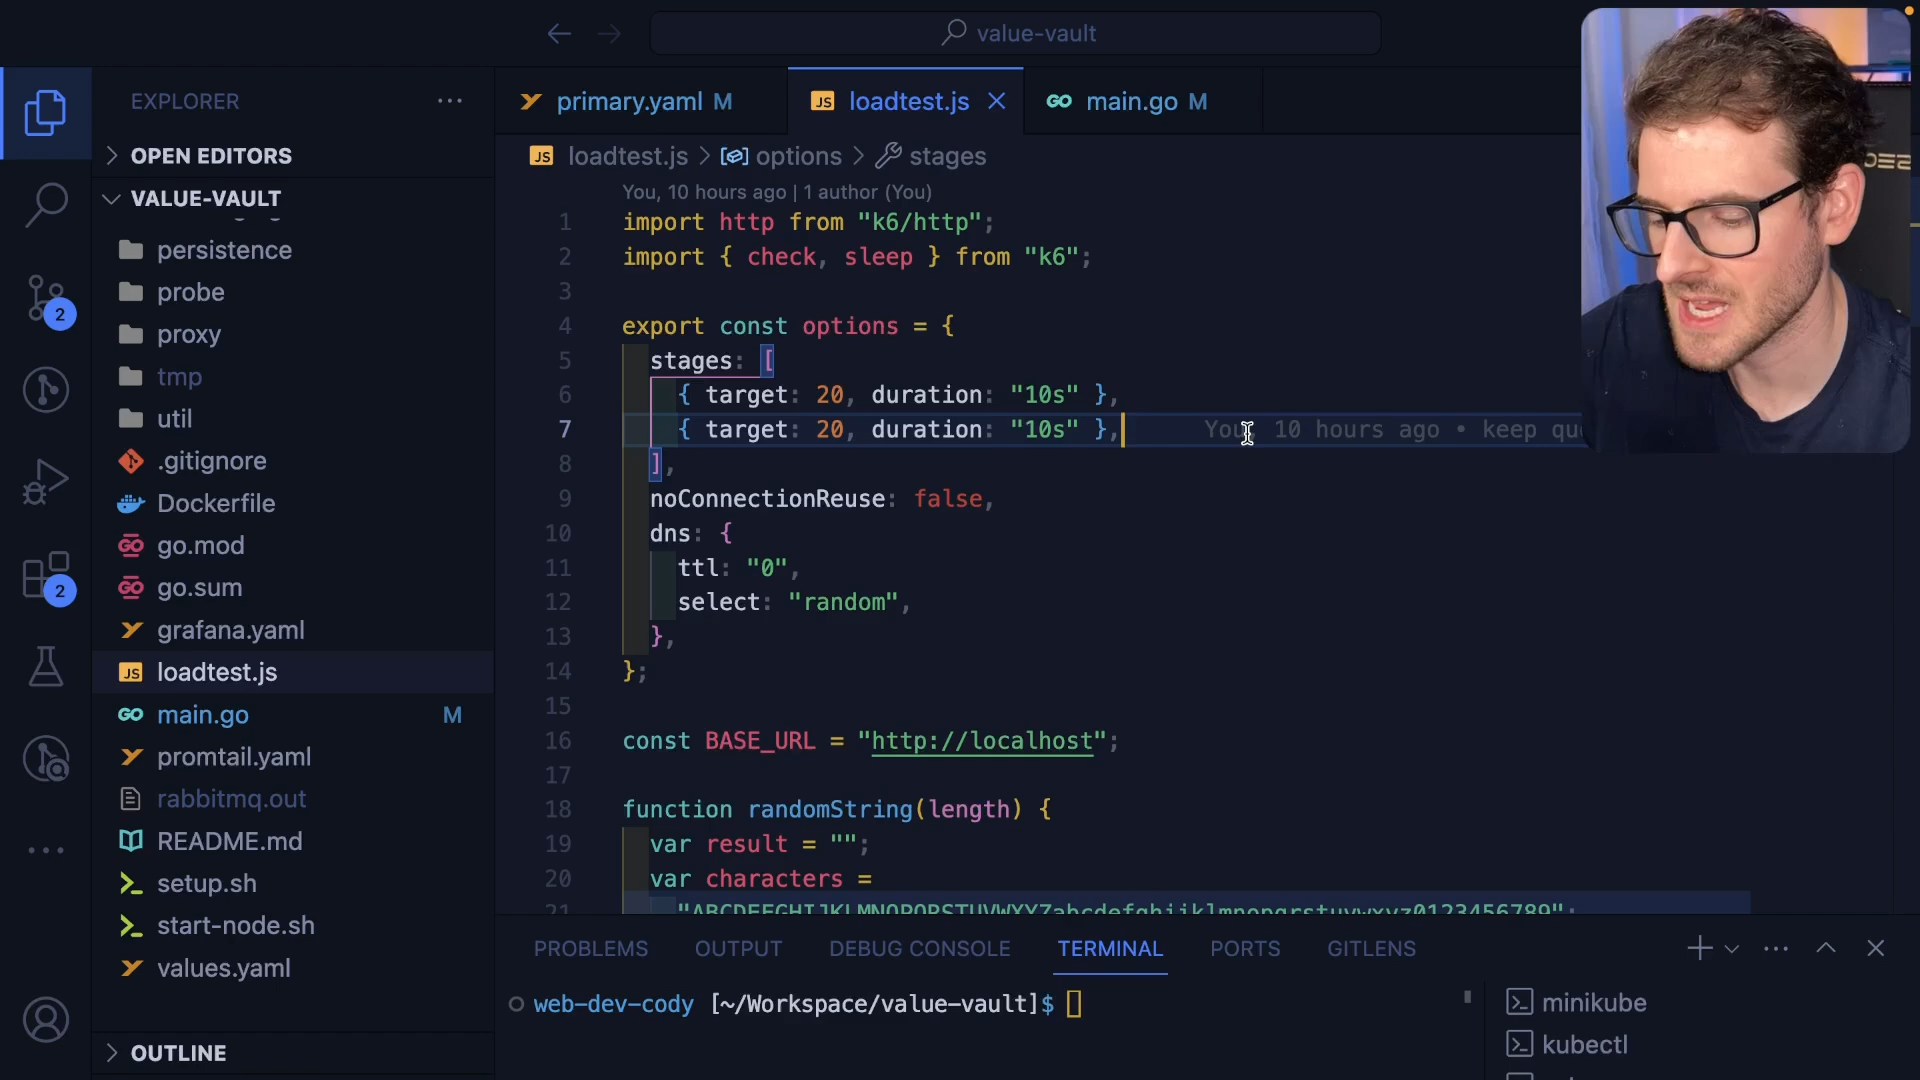 value-vault
EXPLORER
OPEN EDITORS
VALUE-VAULT
persistence
probe
proxy
tmp
util
.gitignore
Dockerfile
go.mod
go.sum
grafana.yaml
loadtest.js
main.go M
promtail.yaml
rabbitmq.out
README.md
setup.sh
start-node.sh
values.yaml
OUTLINE
2
2
primary.yaml M
JS loadtest.js
GO main.go M
JS loadtest.js > options > stages
You, 10 hours ago | 1 author (You)
1 import http from "k6/http";
2 import { check, sleep } from "k6";
3
4 export const options = {
5 stages: [
6 { target: 20, duration: "10s" },
7 { target: 20, duration: "10s" }, You, 10 hours ago • keep
8 ],
9 noConnectionReuse: false,
10 dns: {
11 ttl: "0",
12 select: "random",
13 },
14 };
15
16 const BASE_URL = "http://localhost";
17
18 function randomString(length) {
19 var result = "";
20 var characters =
21 "ABCDEFGHIJKLMNOPQRSTUVWXYZabcdefghijklmnopqrstuvwxyz0123456789";
PROBLEMS OUTPUT DEBUG CONSOLE TERMINAL PORTS GITLENS
web-dev-cody [~/Workspace/value-vault]$
minikube
kubectl